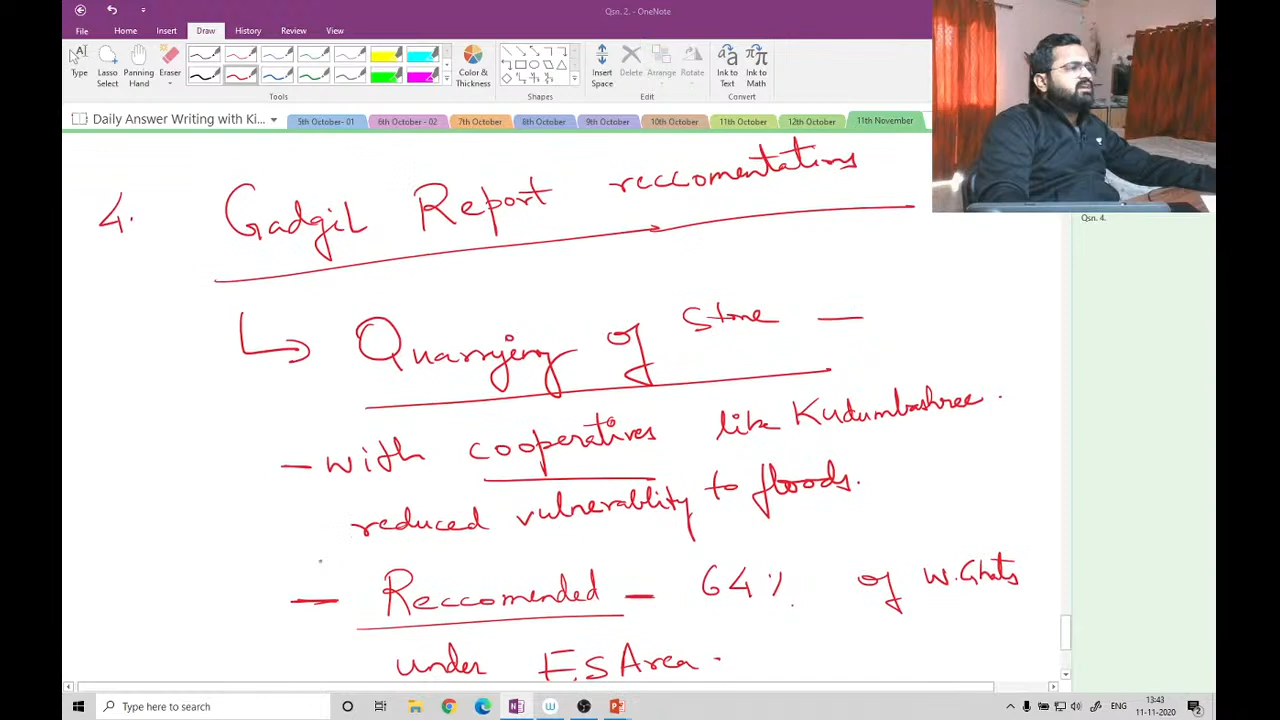 Qsn. 2. - OneNote
File Home Insert Draw History Review View
Type Lasso Select Panning Hand Eraser Color & Thickness Insert Space Delete Arrange Rotate Ink to Text Ink to Math
Tools Shapes Edit Convert
Daily Answer Writing with Ki... 5th October- 01 6th October - 02 7th October 8th October 9th October 10th October 11th October 12th October 11th November
Qsn. 4.
4. Gadgil Report reccomentations
Quarrying of Stone —
— with cooperatives like Kudumbashree.
reduced vulnerablity to floods.
— Reccomended — 64% of W.Ghats
under ES Area.
Type here to search
13:43
11-11-2020
2